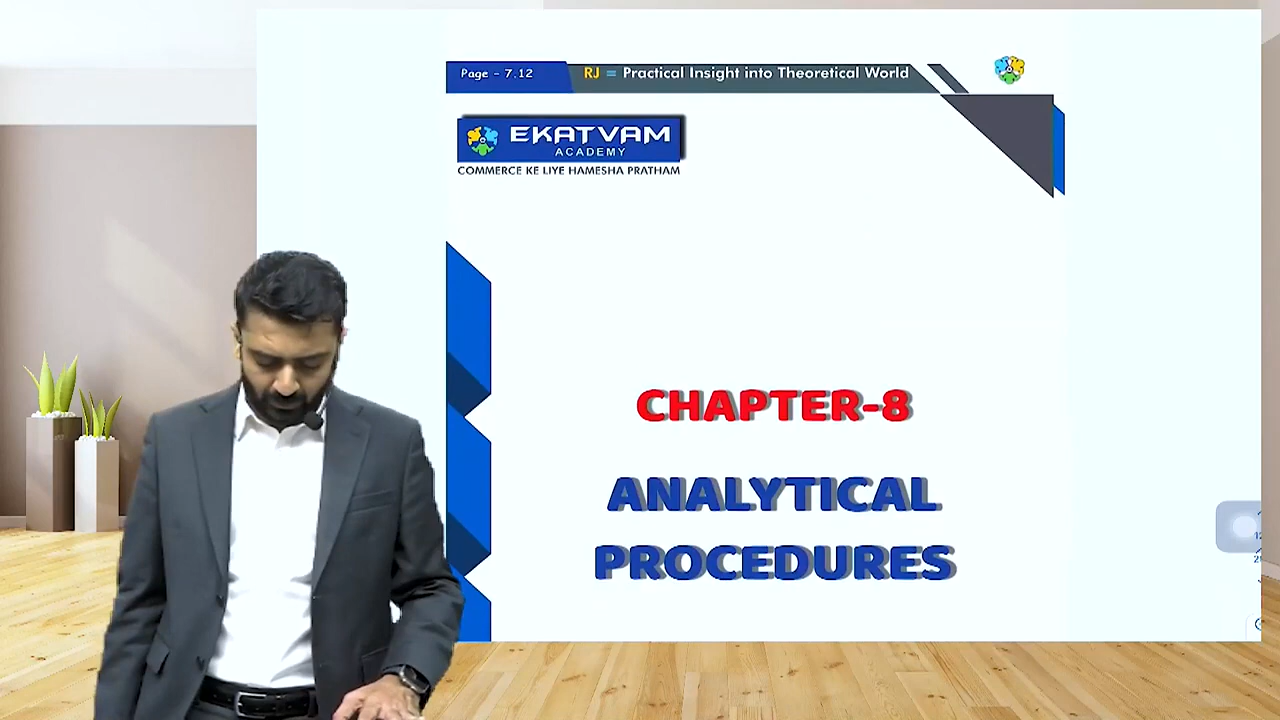 Page - 7.12
RJ = Practical Insight into Theoretical World
EKATVAM
ACADEMY
COMMERCE KE LIYE HAMESHA PRATHAM
CHAPTER-8
ANALYTICAL
PROCEDURES